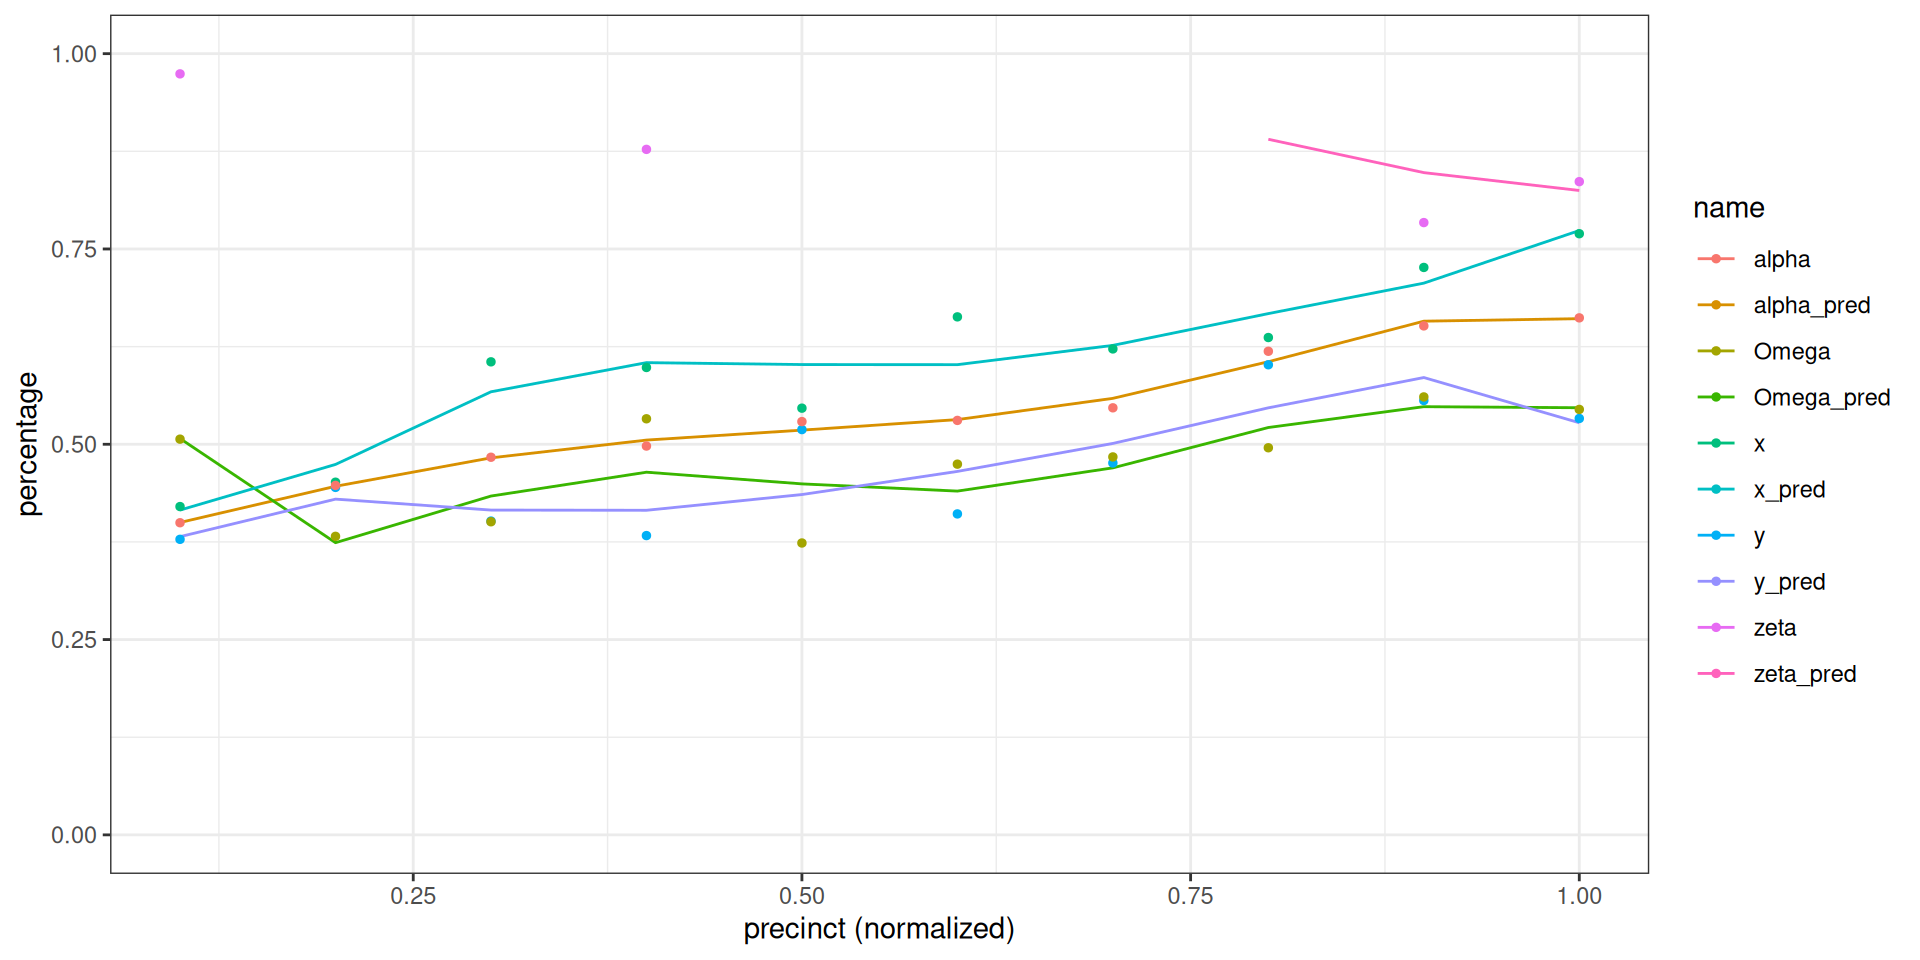 1.00
0.75
0.50
0.25
0.00
percentage
0.25 0.50 0.75 1.00
precinct (normalized)
name
alpha
alpha_pred
Omega
Omega_pred
x
x_pred
y
y_pred
zeta
zeta_pred